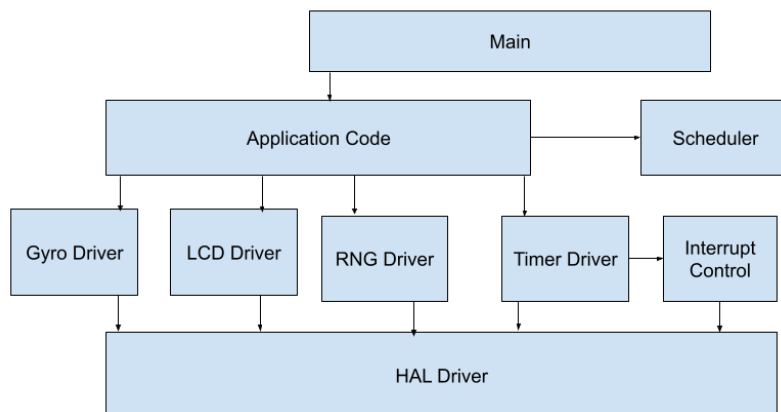 Main
Application Code
Scheduler
Gyro Driver
LCD Driver
RNG Driver
Timer Driver
Interrupt
Control
HAL Driver